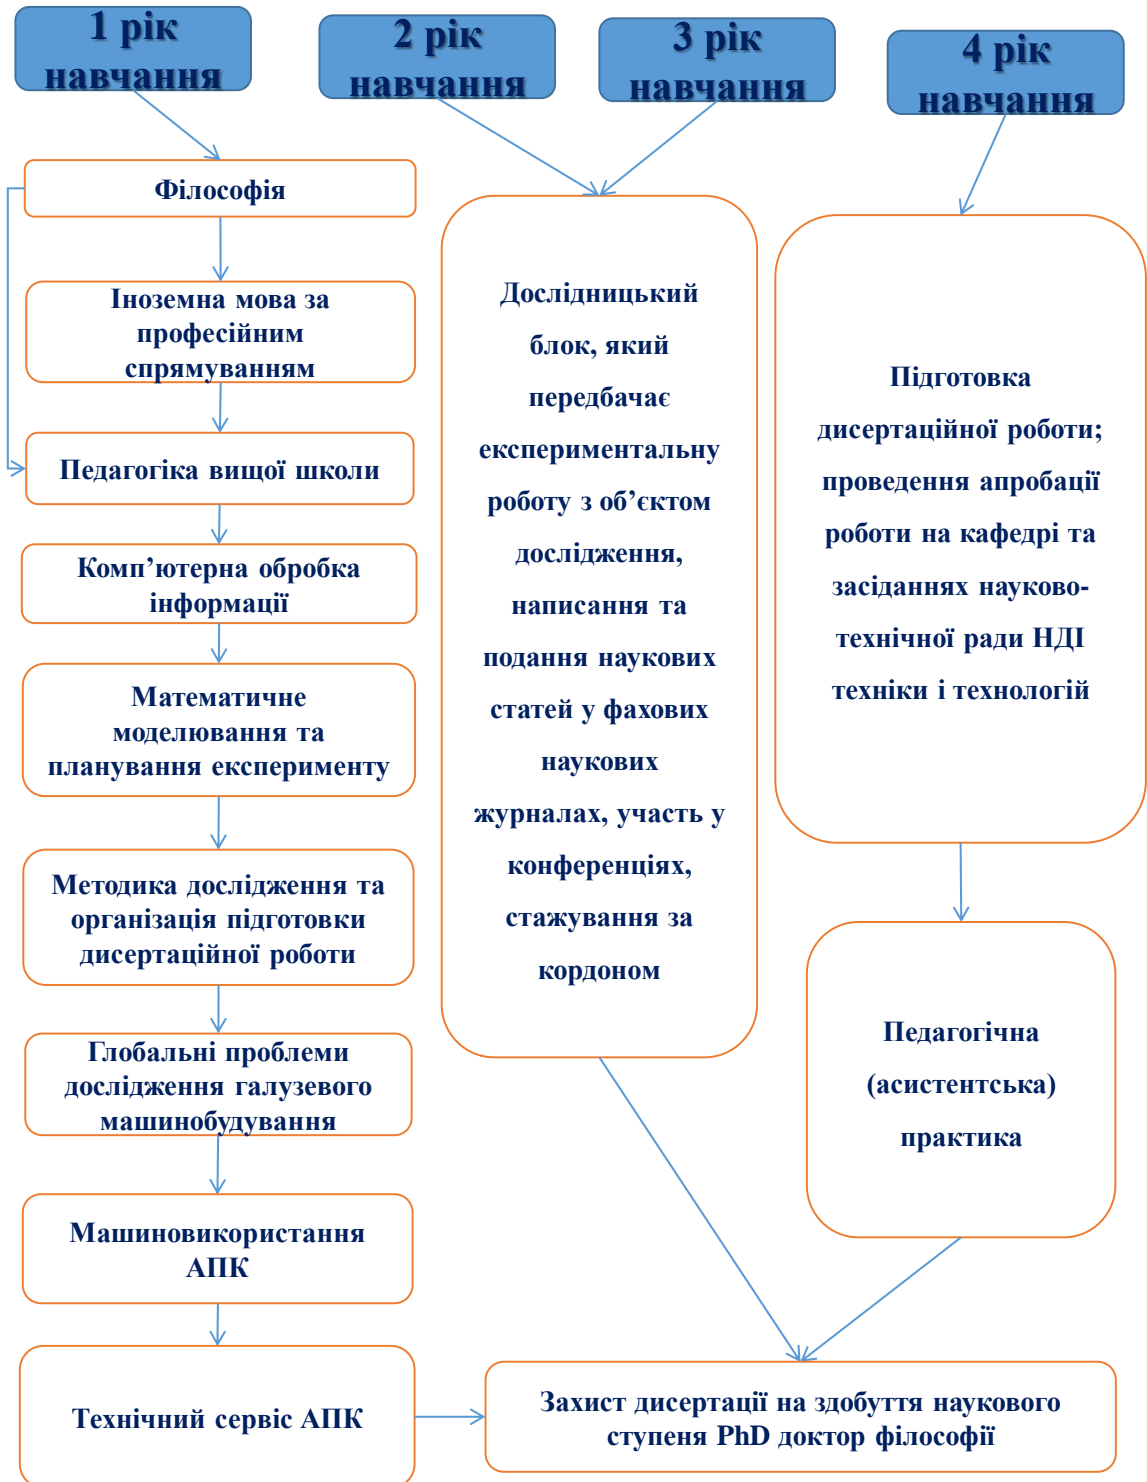 1 рік
навчання
2 рік
навчання
3 рік
навчання
4 рік
навчання
Філософія
Іноземна мова за
професійним
спрямуванням
Педагогіка вищої школи
Комп’ютерна обробка
інформації
Математичне
моделювання та
планування експерименту
Методика дослідження та
організація підготовки
дисертаційної роботи
Глобальні проблеми
дослідження галузевого
машинобудування
Машиновикористання
АПК
Технічний сервіс АПК
Дослідницький
блок, який
передбачає
експериментальну
роботу з об’єктом
дослідження,
написання та
подання наукових
статей у фахових
наукових
журналах, участь у
конференціях,
стажування за
кордоном
Підготовка
дисертаційної роботи;
проведення апробації
роботи на кафедрі та
засіданнях науково-
технічної ради НДІ
техніки і технологій
Педагогічна
(асистентська)
практика
Захист дисертації на здобуття наукового
ступеня PhD доктор філософії